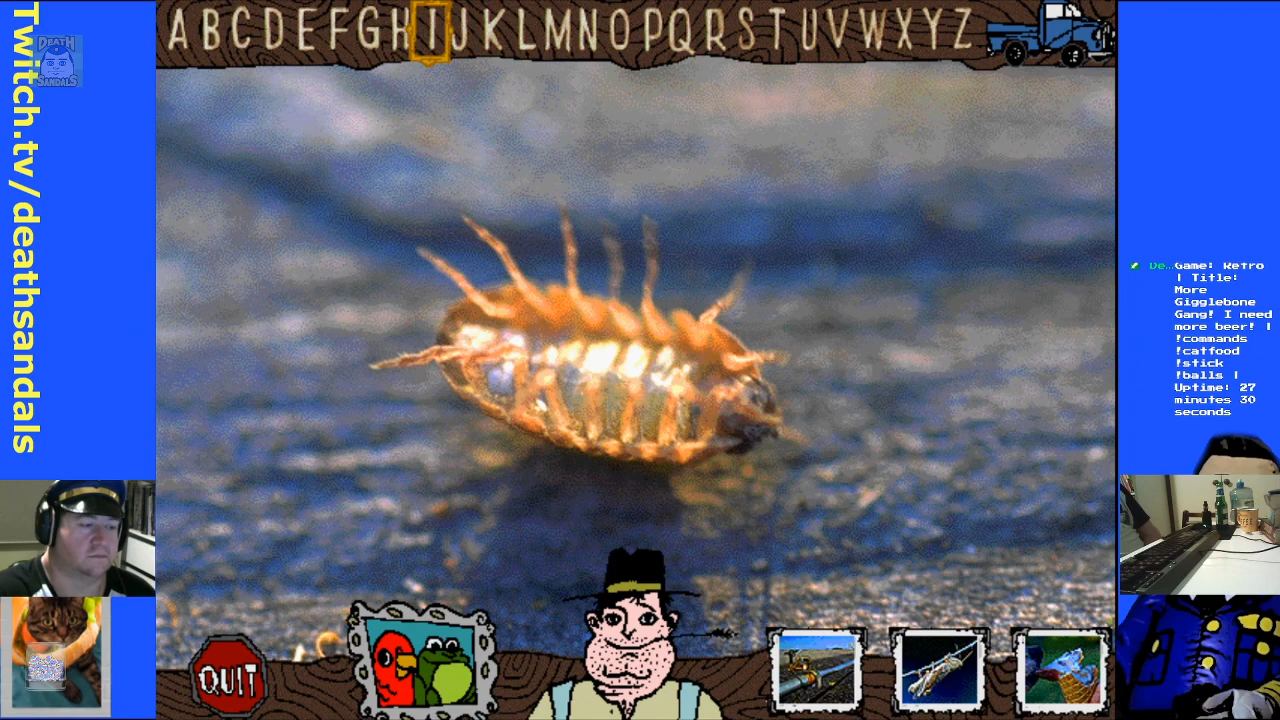 Twitch.tv/deathsandals
DEATH
SANDALS
A B C D E F G H I J K L M N O P Q R S T U V W X Y Z
De...Game: Retro
| Title:
More
Gigglebone
Gang! I need
more beer! |
!commands
!catfood
!stick
!balls |
Uptime: 27
minutes 30
seconds
QUIT